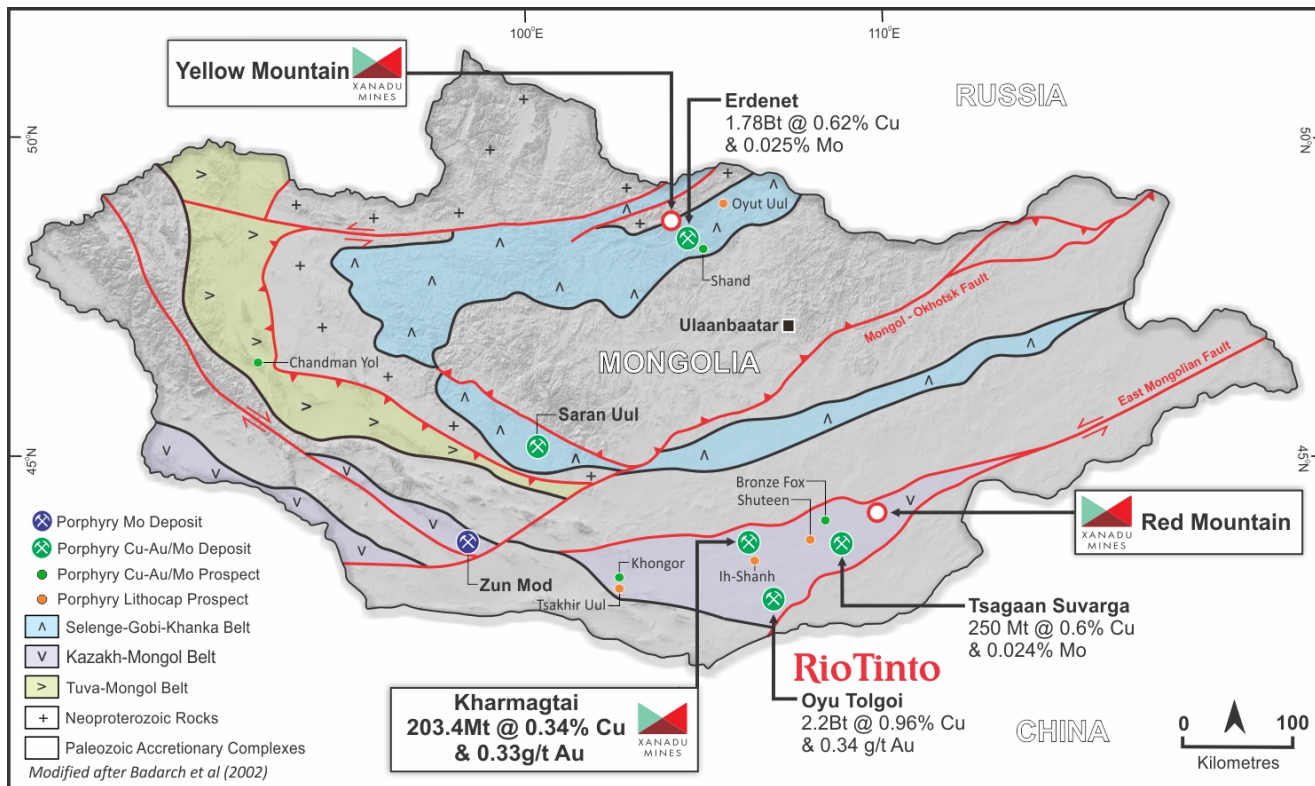 100°E
110°E
Yellow Mountain
XANADU
MINES
RUSSIA
Erdenet
1.78Bt @ 0.62% Cu
& 0.025% Mo
50°N
50°N
Oyut Uul
Shand
Ulaanbaatar
Mongol - Okhotsk Fault
MONGOLIA
Chandman Yol
East Mongolian Fault
Saran Uul
45°N
45°N
Bronze Fox
Shuteen
XANADU
MINES
Red Mountain
Khongor
Ih-Shanh
Zun Mod
Tsakhir Uul
Tsagaan Suvarga
250 Mt @ 0.6% Cu
& 0.024% Mo
RioTinto
Oyu Tolgoi
2.2Bt @ 0.96% Cu
& 0.34 g/t Au
Kharmagtai
203.4Mt @ 0.34% Cu
& 0.33g/t Au
XANADU
MINES
CHINA
0 100
Kilometres
Porphyry Mo Deposit
Porphyry Cu-Au/Mo Deposit
Porphyry Cu-Au/Mo Prospect
Porphyry Lithocap Prospect
Selenge-Gobi-Khanka Belt
Kazakh-Mongol Belt
Tuva-Mongol Belt
Neoproterozoic Rocks
Paleozoic Accretionary Complexes
Modified after Badarch et al (2002)